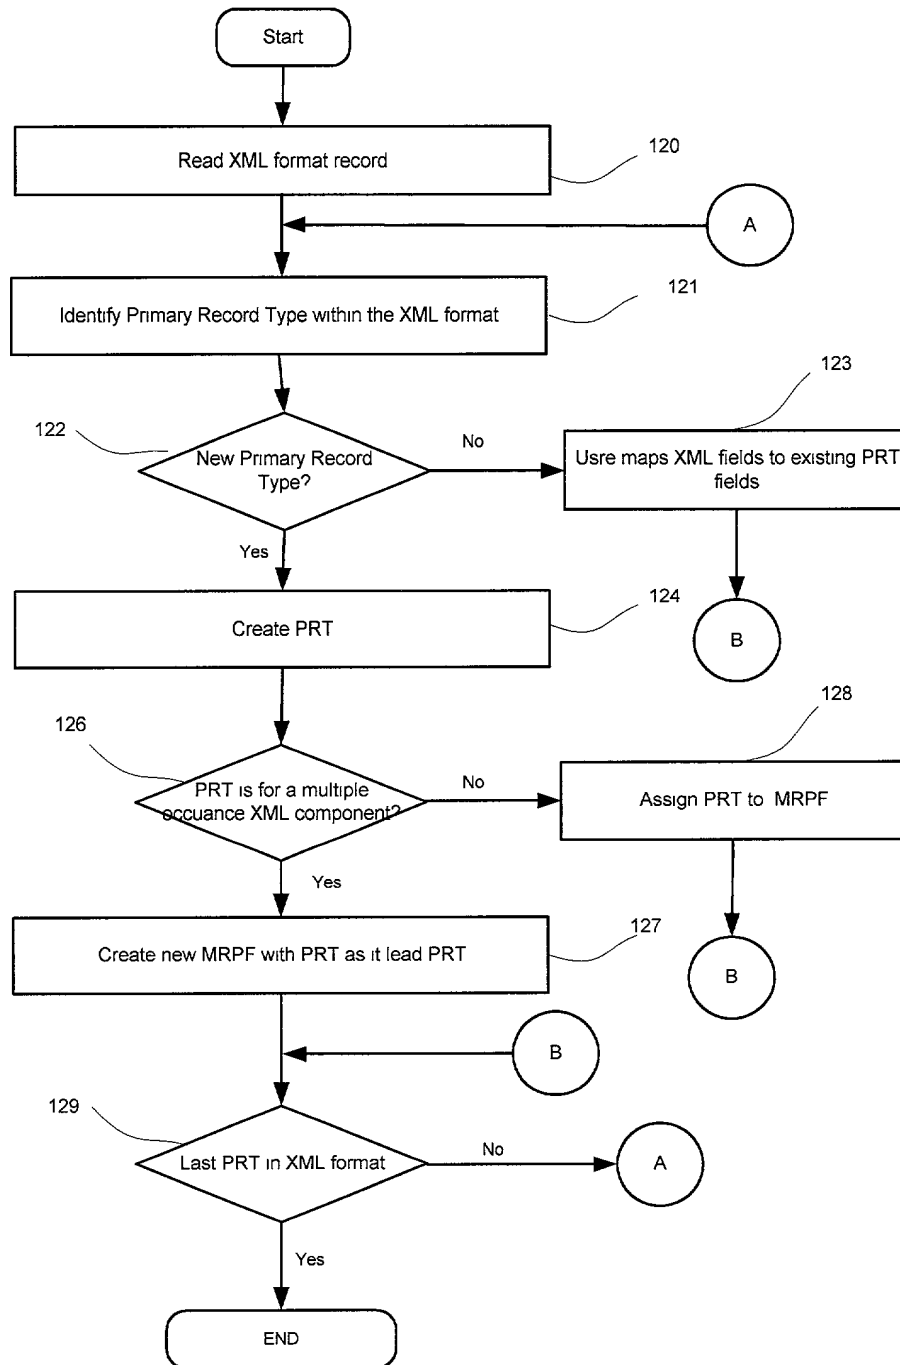 Start
Read XML format record
120
A
Identify Primary Record Type within the XML format
121
123
122
New Primary Record
Type?
No
Usre maps XML fields to existing PRT
fields
Yes
124
Create PRT
B
128
126
PRT is for a multiple
occuance XML component?
No
Assign PRT to MRPF
Yes
127
Create new MRPF with PRT as it lead PRT
B
B
129
Last PRT in XML format
No
A
Yes
END